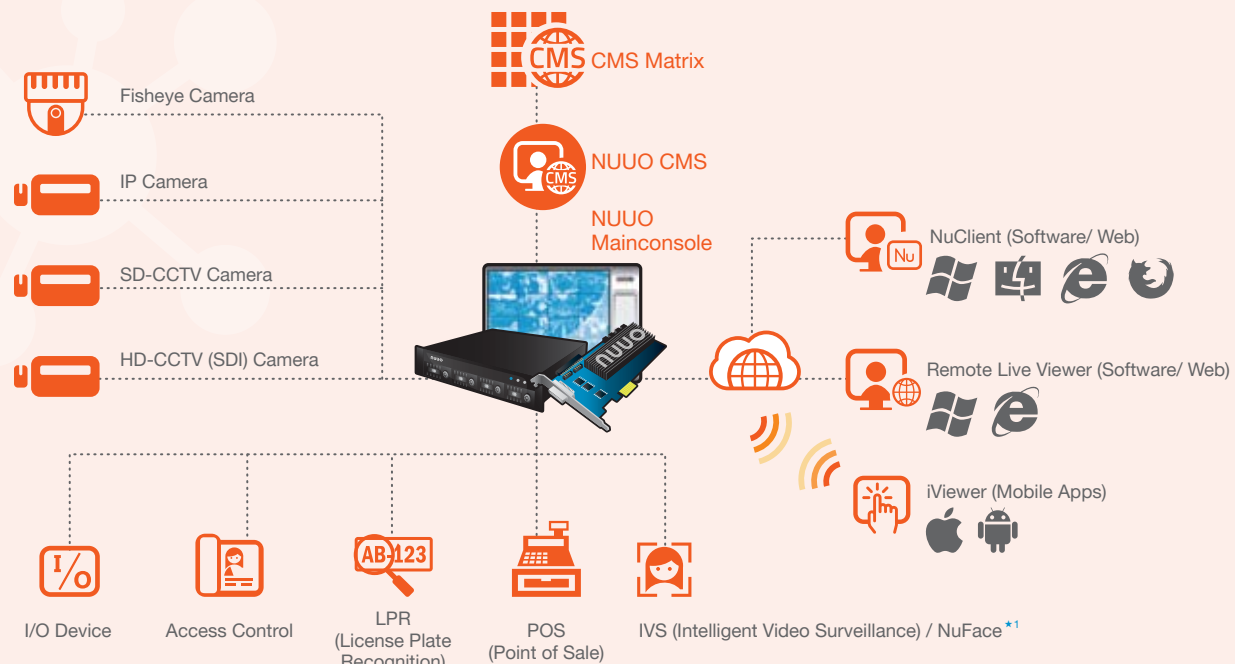 CMS
CMS Matrix
Fisheye Camera
CMS
NUUO CMS
IP Camera
NUUO
Mainconsole
NuClient (Software/ Web)
Nu
SD-CCTV Camera
HD-CCTV (SDI) Camera
nuuo
nuuo
Remote Live Viewer (Software/ Web)
iViewer (Mobile Apps)
I/O
AB-123
I/O Device
Access Control
LPR
(License Plate
Recognition)
POS
(Point of Sale)
IVS (Intelligent Video Surveillance) / NuFace ★1